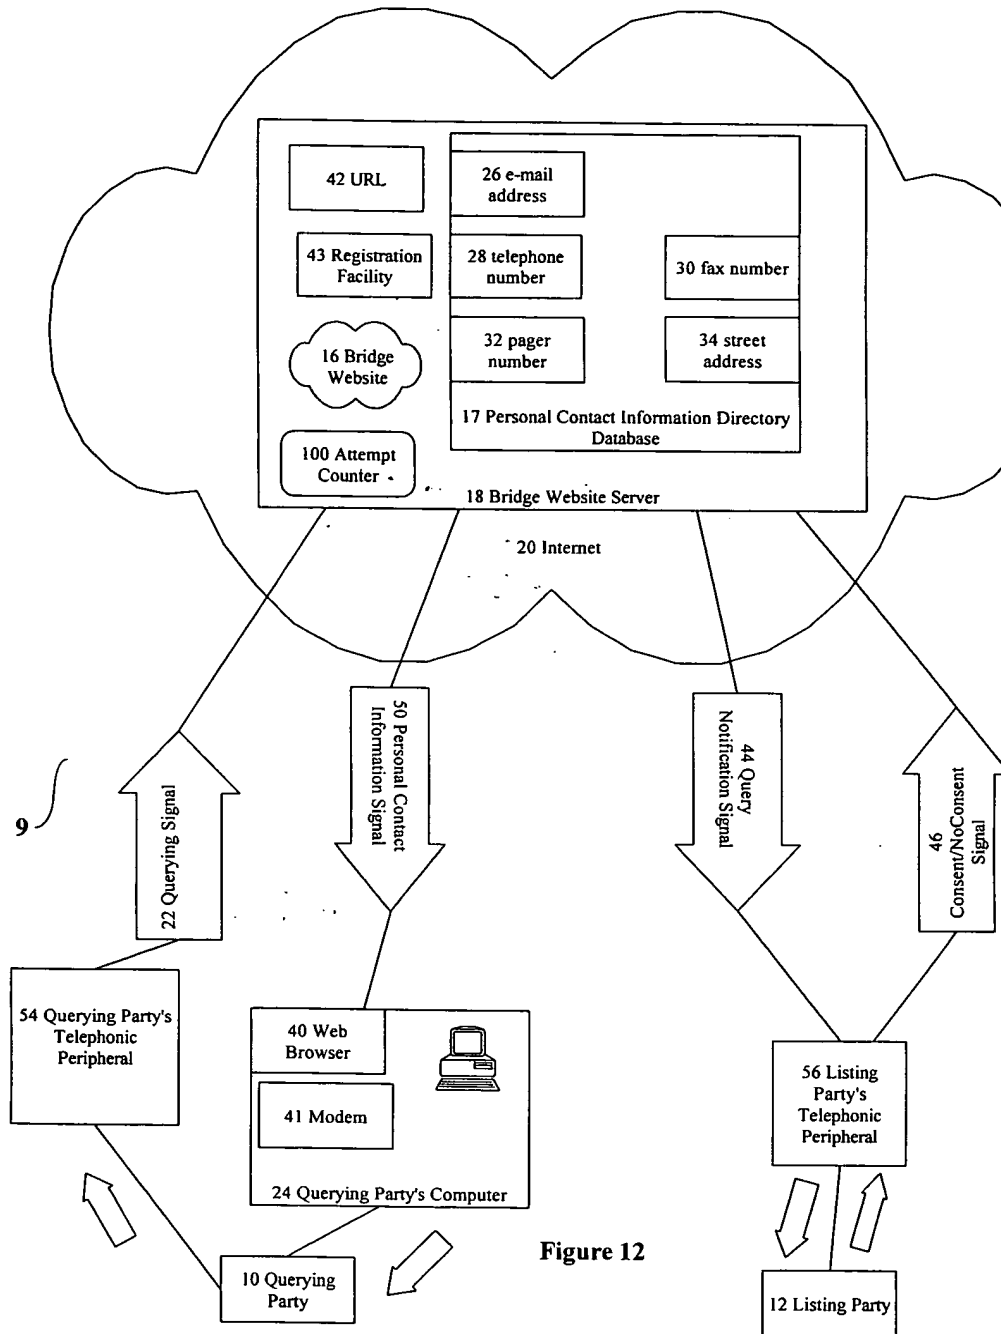 42 URL
26 e-mail
address
43 Registration
Facility
28 telephone
number
30 fax number
16 Bridge
Website
32 pager
number
34 street
address
17 Personal Contact Information Directory
Database
100 Attempt
Counter
18 Bridge Website Server
20 Internet
22 Querying Signal
50 Personal Contact
Information Signal
44 Query
Notification Signal
46
Consent/NoConsent
Signal
9
54 Querying Party's
Telephonic
Peripheral
40 Web
Browser
41 Modem
24 Querying Party's Computer
56 Listing
Party's
Telephonic
Peripheral
10 Querying
Party
Figure 12
12 Listing Party